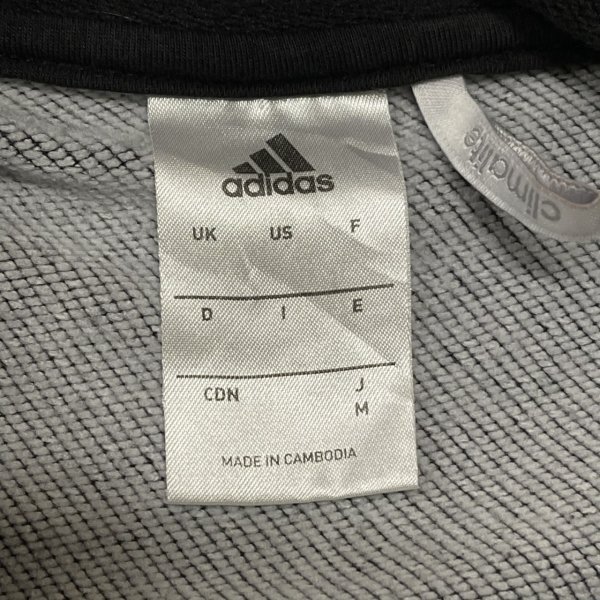 adidas
UK US F
D I E
CDN J
M
MADE IN CAMBODIA
climalite